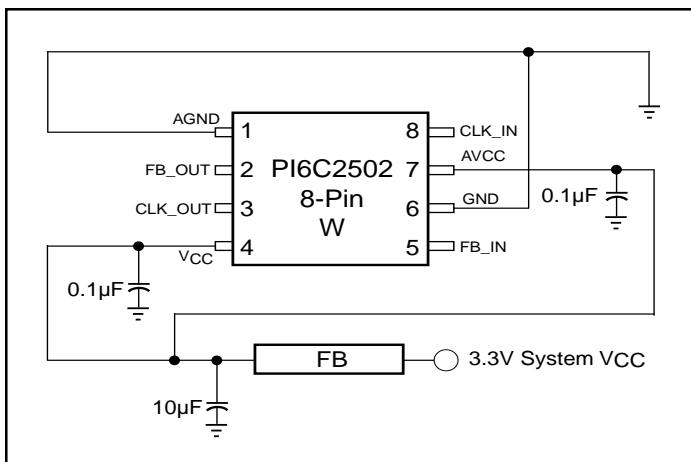 AGND
1
8
CLK_IN
FB_OUT
2
PI6C2502
7
AVCC
8-Pin
0.1µF
CLK_OUT
3
W
6
GND
VCC
4
5
FB_IN
0.1µF
FB
3.3V System VCC
10µF